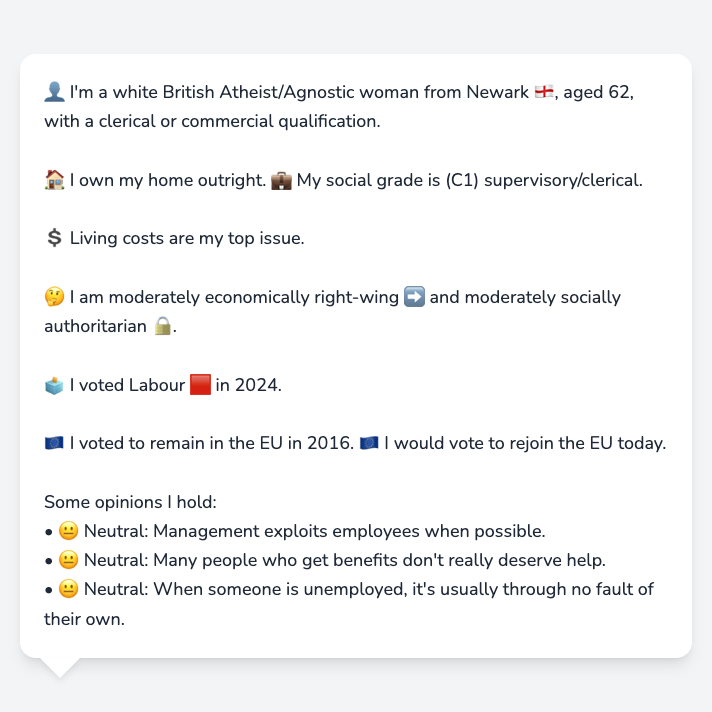 👤 I'm a white British Atheist/Agnostic woman from Newark 🏴󠁧󠁢󠁥󠁮󠁧󠁿, aged 62,
with a clerical or commercial qualification.
🏠 I own my home outright. 💼 My social grade is (C1) supervisory/clerical.
💲 Living costs are my top issue.
🤔 I am moderately economically right-wing ➡️ and moderately socially
authoritarian 🔒.
🗳️ I voted Labour 🟥 in 2024.
🇪🇺 I voted to remain in the EU in 2016. 🇪🇺 I would vote to rejoin the EU today.
Some opinions I hold:
• 😐 Neutral: Management exploits employees when possible.
• 😐 Neutral: Many people who get benefits don't really deserve help.
• 😐 Neutral: When someone is unemployed, it's usually through no fault of
their own.